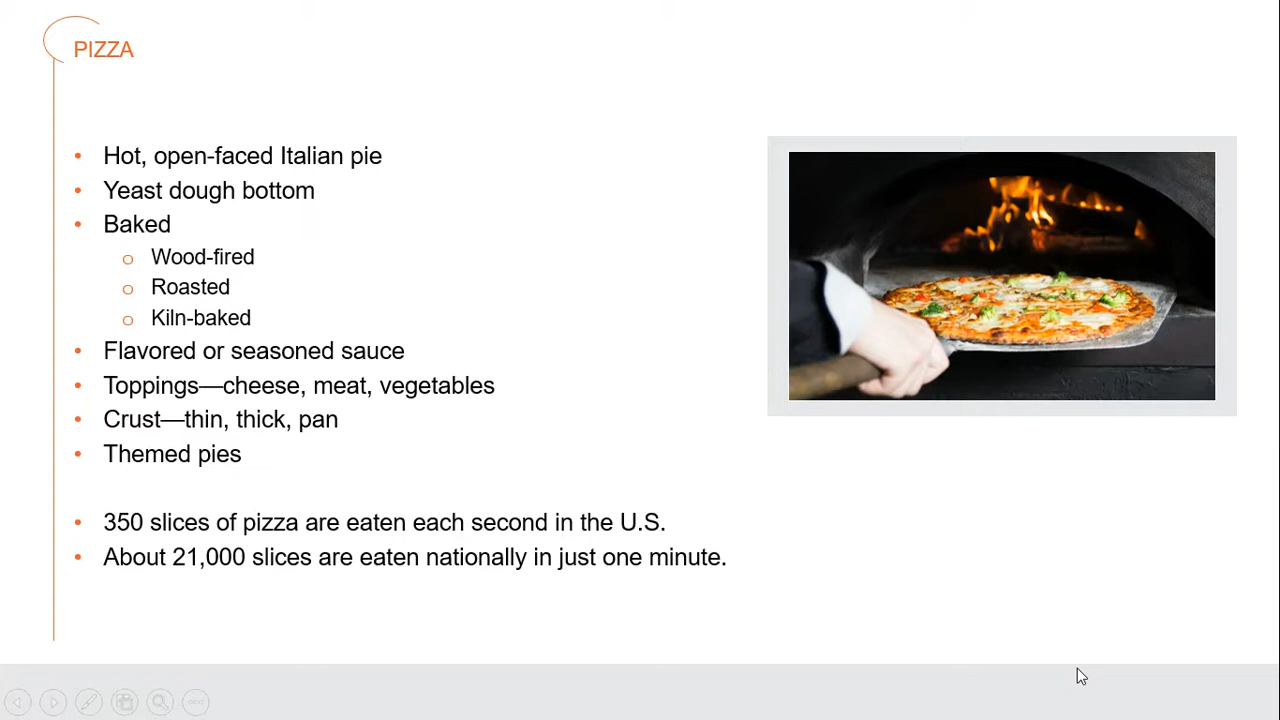 PIZZA
• Hot, open-faced Italian pie
• Yeast dough bottom
• Baked
o Wood-fired
o Roasted
o Kiln-baked
• Flavored or seasoned sauce
• Toppings—cheese, meat, vegetables
• Crust—thin, thick, pan
• Themed pies
• 350 slices of pizza are eaten each second in the U.S.
• About 21,000 slices are eaten nationally in just one minute.